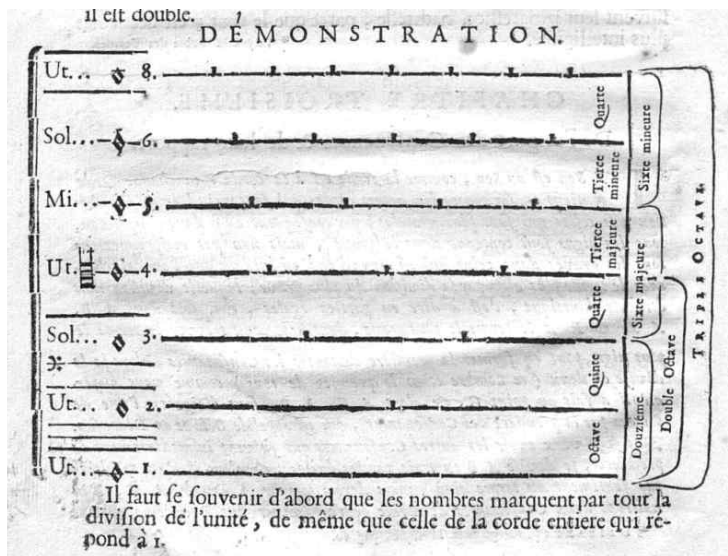 il est double.
DÉMONSTRATION.
Ut... 8.
Quarte
Sixte mineure
Sol... 6.
Tierce mineure
Mi... 5.
Tierce majeure
TRIPLE OCTAVE.
Ut. 4.
Quarte
Sixte majeure
Sol... 3.
Quinte
Double Octave
Ut... 2.
Octave
Douzieme
Ut... 1.
Il faut se souvenir d'abord que les nombres marquent par tout la
division de l'unité, de même que celle de la corde entiere qui ré-
pond à 1.